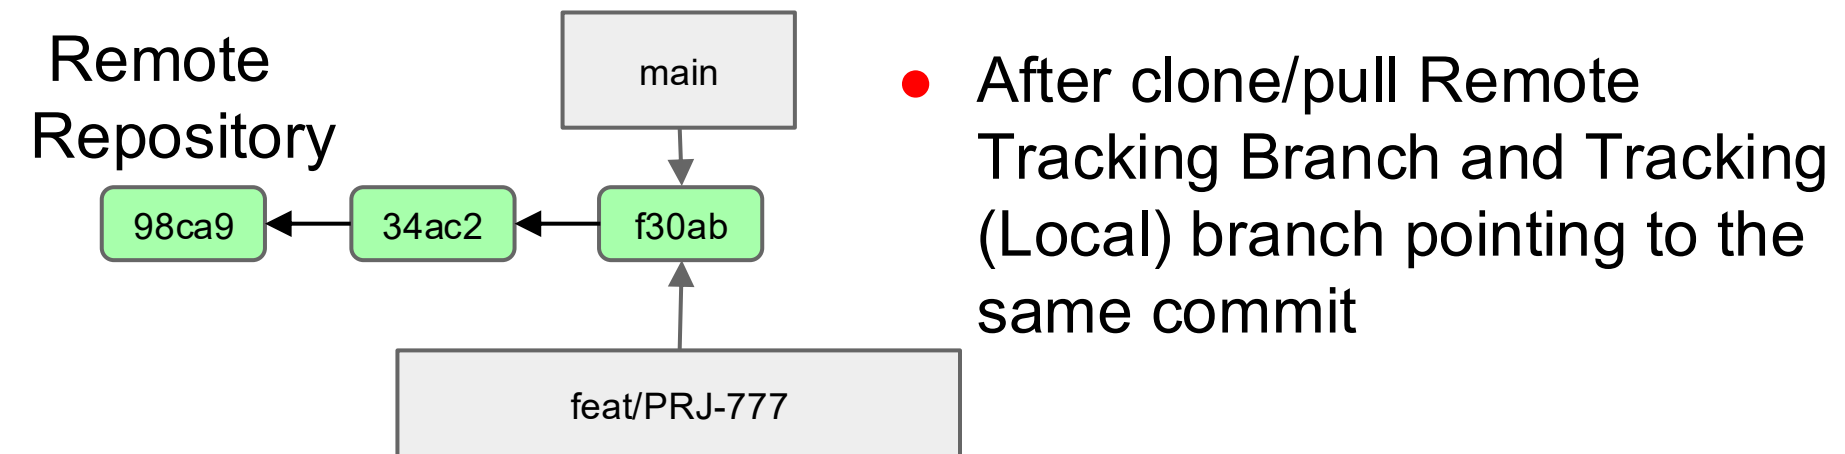 Remote
Repository
main
98ca9
34ac2
f30ab
feat/PRJ-777
● After clone/pull Remote
Tracking Branch and Tracking
(Local) branch pointing to the
same commit